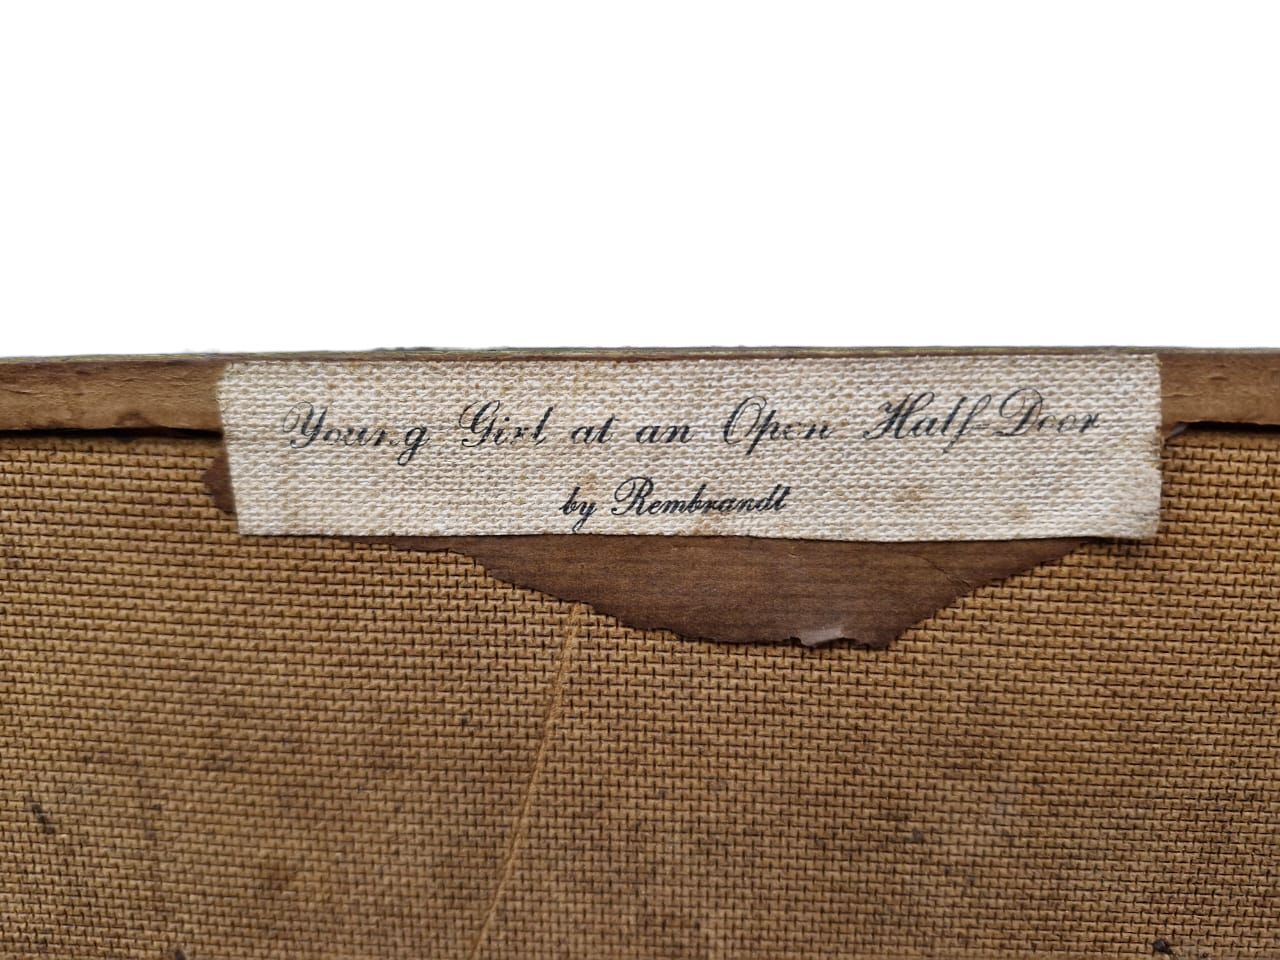 Young Girl at an Open Half-Door
by Rembrandt